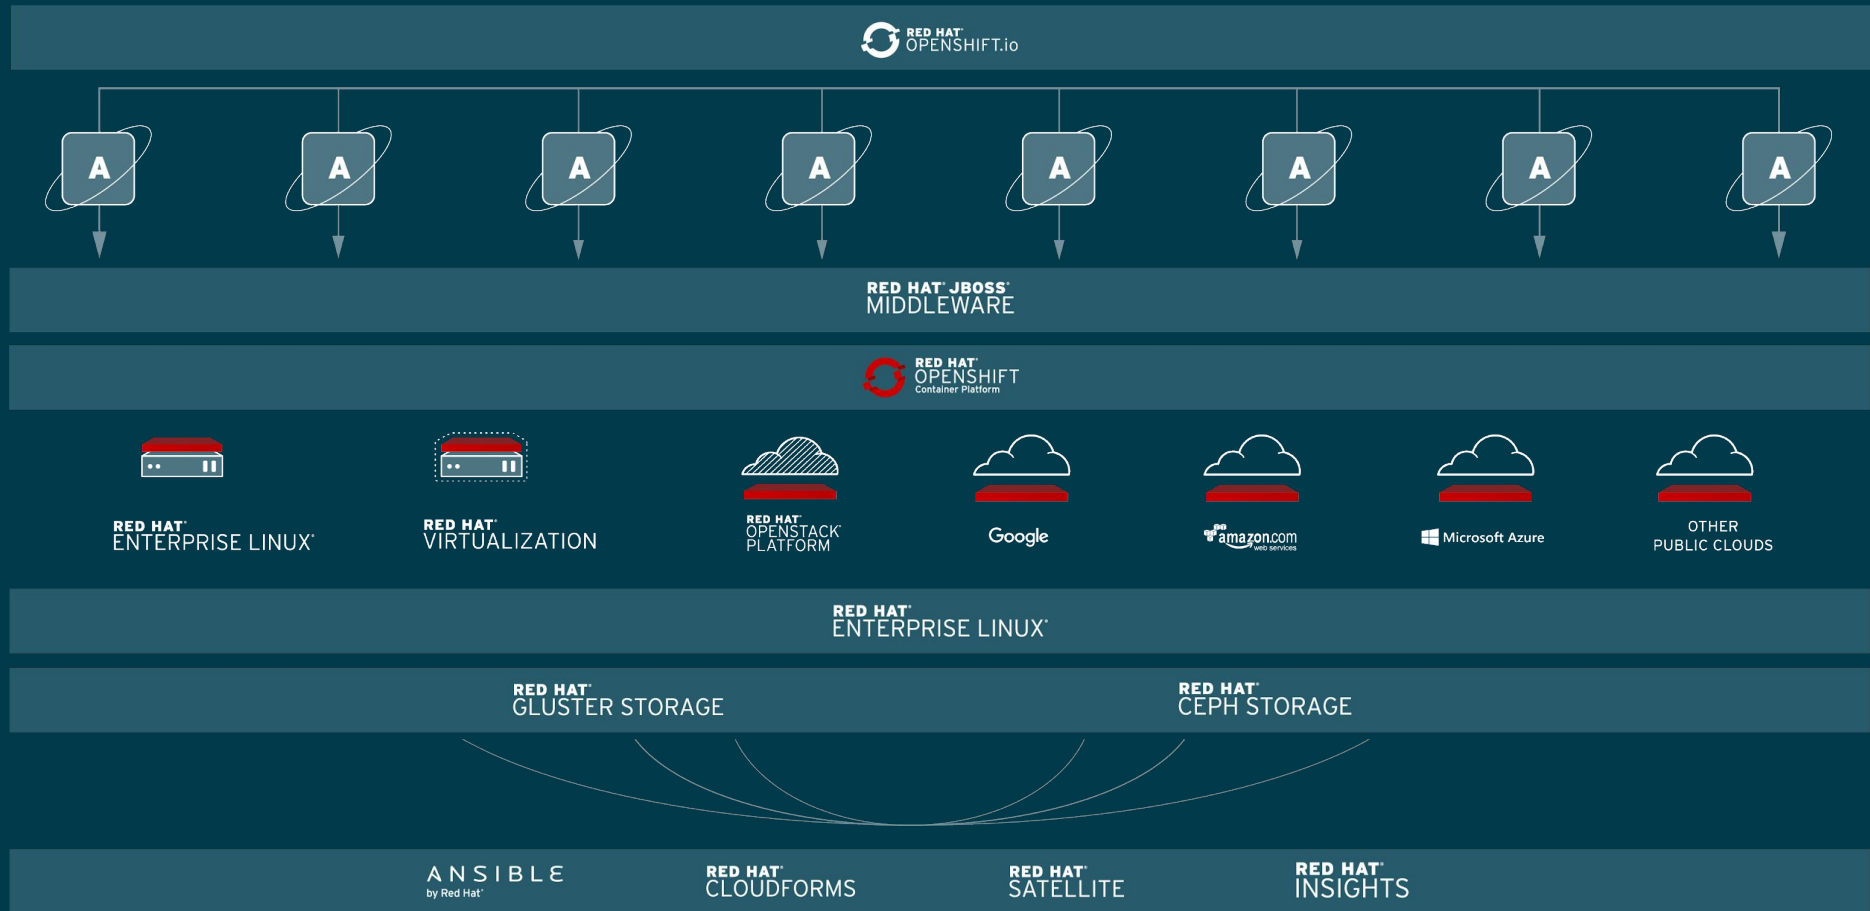 RED HAT®
OPENSHIFT.io
A A A A A A A A
RED HAT® JBOSS®
MIDDLEWARE
RED HAT®
OPENSHIFT
Container Platform
RED HAT®
ENTERPRISE LINUX®
RED HAT®
VIRTUALIZATION
RED HAT®
OPENSTACK®
PLATFORM
Google
amazon.com
web services
Microsoft Azure
OTHER
PUBLIC CLOUDS
RED HAT®
ENTERPRISE LINUX®
RED HAT®
GLUSTER STORAGE
RED HAT®
CEPH STORAGE
ANSIBLE
by Red Hat®
RED HAT®
CLOUDFORMS
RED HAT®
SATELLITE
RED HAT®
INSIGHTS